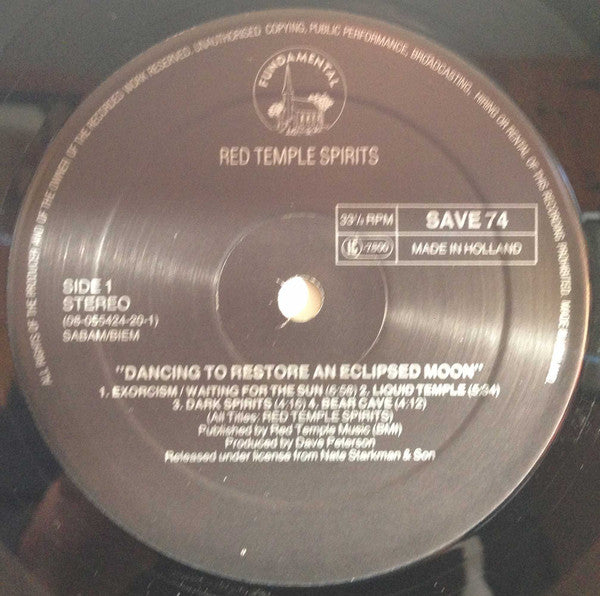 ALL RIGHTS OF THE PRODUCER AND OF THE OWNER OF THE RECORDED WORK RESERVED. UNAUTHORISED COPYING, PUBLIC PERFORMANCE, BROADCASTING, HIRING OR RENTAL OF THIS RECORDING PROHIBITED. MADE
FUNDAMENTAL
RED TEMPLE SPIRITS
33⅓ RPM
SAVE 74
7800
MADE IN HOLLAND
SIDE 1
STEREO
(08-055424-20-1)
SABAM/BIEM
"DANCING TO RESTORE AN ECLIPSED MOON"
1. EXORCISM / WAITING FOR THE SUN (6:56) 2. LIQUID TEMPLE (5:34)
3. DARK SPIRITS (4:16) 4. BEAR CAVE (4:12)
(All Titles: RED TEMPLE SPIRITS)
Published by Red Temple Music (BMI)
Produced by Dave Peterson
Released under license from Nate Starkman & Son